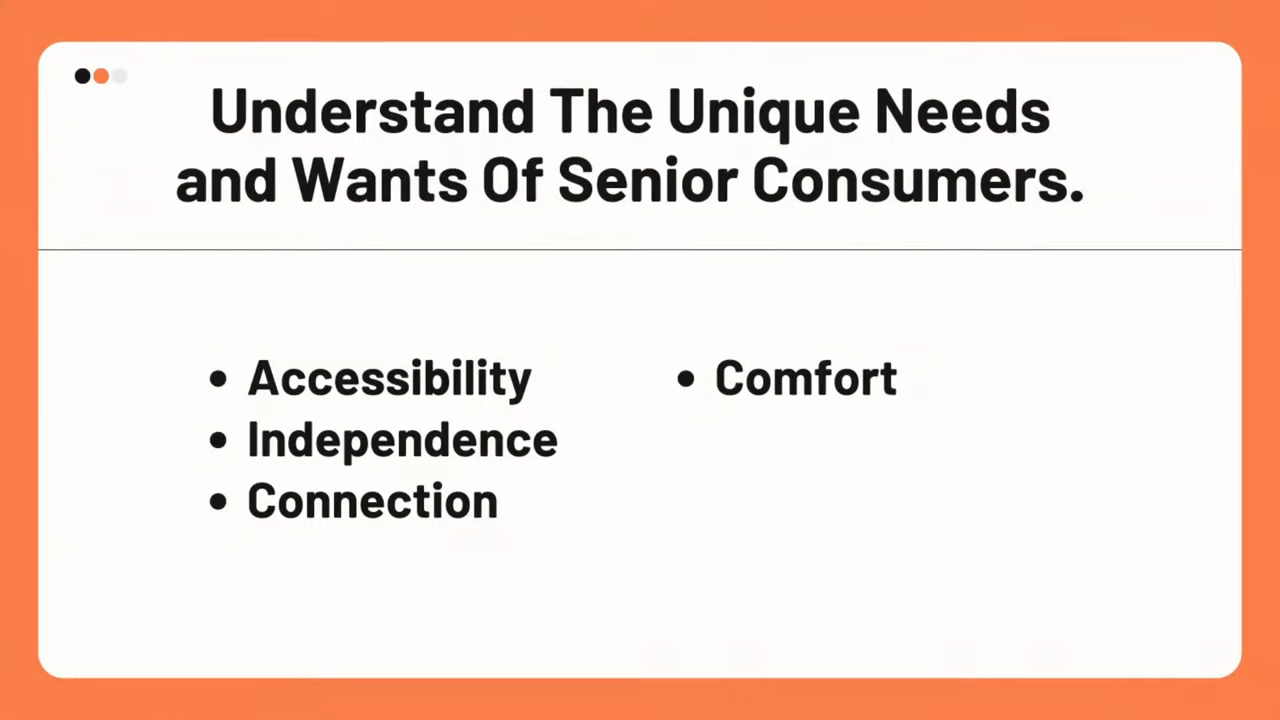 Understand The Unique Needs
and Wants Of Senior Consumers.
• Accessibility
• Independence
• Connection
• Comfort